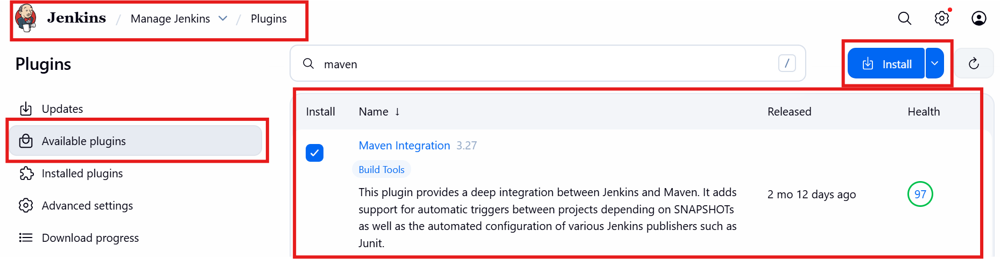 Jenkins / Manage Jenkins / Plugins
Plugins
maven
/
Install
Updates
Available plugins
Installed plugins
Advanced settings
Download progress
Install Name ↓ Released Health
Maven Integration 3.27
Build Tools
This plugin provides a deep integration between Jenkins and Maven. It adds
support for automatic triggers between projects depending on SNAPSHOTs
as well as the automated configuration of various Jenkins publishers such as
Junit.
2 mo 12 days ago
97